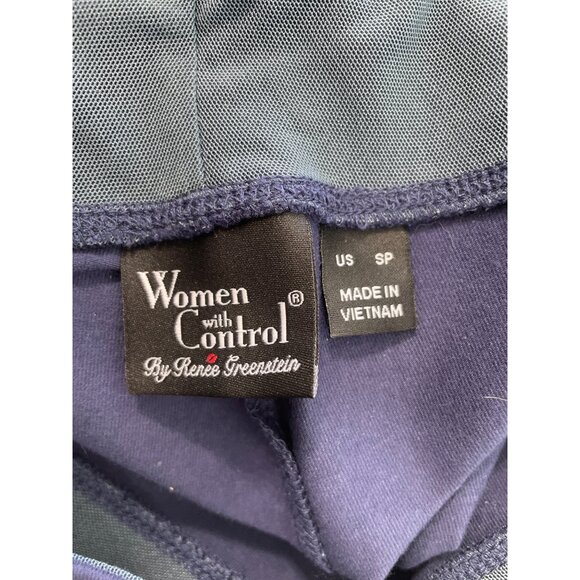 Women
with
Control®
By Renée Greenstein
US SP
MADE IN
VIETNAM